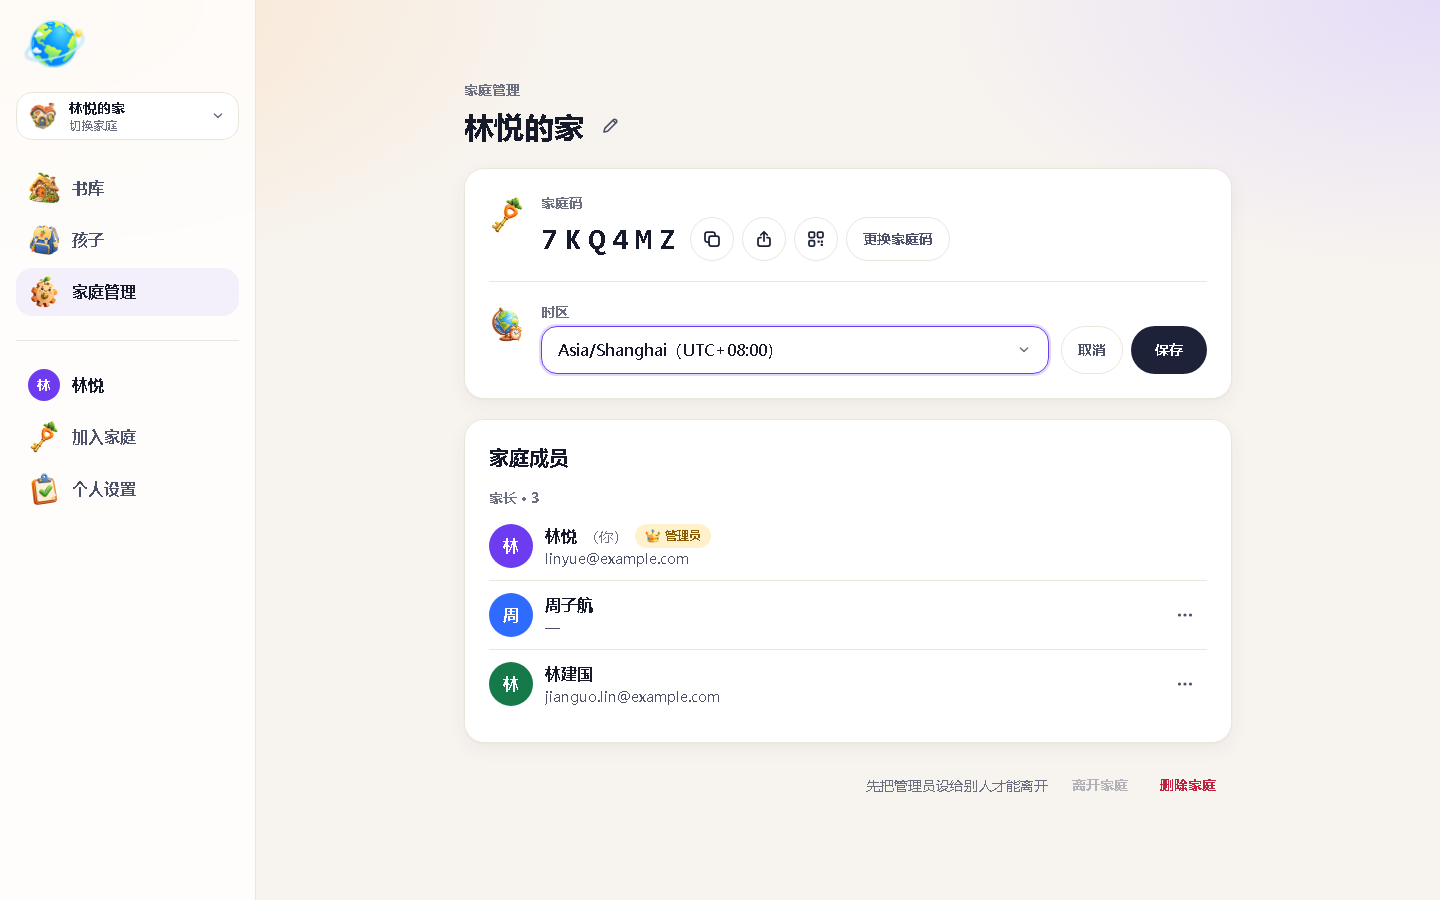 林悦的家
切换家庭
书库
孩子
家庭管理
林 林悦
加入家庭
个人设置
家庭管理
林悦的家
家庭码
7KQ4MZ 更换家庭码
时区
Asia/Shanghai（UTC+08:00） 取消 保存
家庭成员
家长 • 3
林 林悦 （你） 管理员
linyue@example.com
周 周子航
—
林 林建国
jianguo.lin@example.com
先把管理员设给别人才能离开 离开家庭 删除家庭